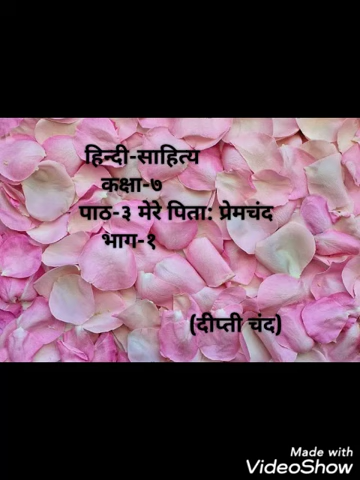 हिन्दी-साहित्य
कक्षा-७
पाठ-३ मेरे पिता: प्रेमचंद
भाग-१
(दीप्ती चंद)
Made with
VideoShow